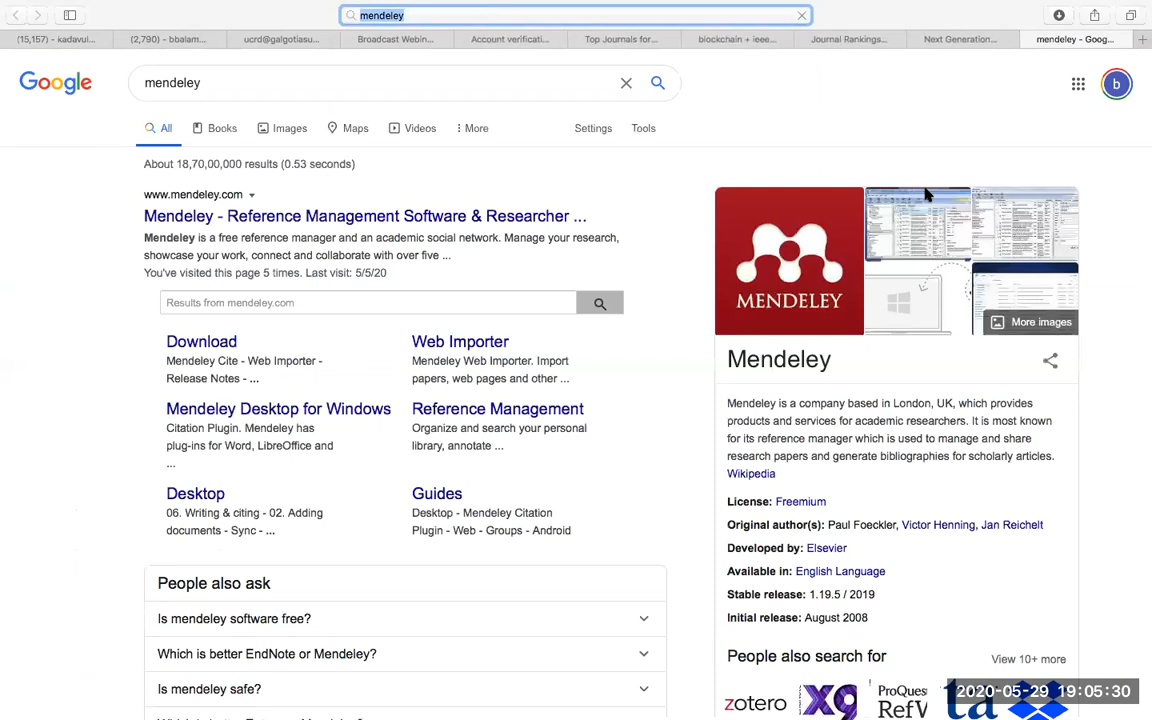 mendeley
(15,157) - kadavul...
(2,790) - bbalam...
ucrd@galgotiasu...
Broadcast Webin...
Account verificati...
Top Journals for...
blockchain + ieee...
Journal Rankings...
Next Generation...
mendeley - Goog...
Google
mendeley
b
All
Books
Images
Maps
Videos
More
Settings
Tools
About 18,70,00,000 results (0.53 seconds)
www.mendeley.com
Mendeley - Reference Management Software & Researcher ...
Mendeley is a free reference manager and an academic social network. Manage your research,
showcase your work, connect and collaborate with over five ...
You've visited this page 5 times. Last visit: 5/5/20
Results from mendeley.com
Download
Mendeley Cite - Web Importer -
Release Notes - ...
Web Importer
Mendeley Web Importer. Import
papers, web pages and other ...
Mendeley Desktop for Windows
Citation Plugin. Mendeley has
plug-ins for Word, LibreOffice and
...
Reference Management
Organize and search your personal
library, annotate ...
Desktop
06. Writing & citing - 02. Adding
documents - Sync - ...
Guides
Desktop - Mendeley Citation
Plugin - Web - Groups - Android
People also ask
Is mendeley software free?
Which is better EndNote or Mendeley?
Is mendeley safe?
MENDELEY
More images
Mendeley
Mendeley is a company based in London, UK, which provides
products and services for academic researchers. It is most known
for its reference manager which is used to manage and share
research papers and generate bibliographies for scholarly articles.
Wikipedia
License: Freemium
Original author(s): Paul Foeckler, Victor Henning, Jan Reichelt
Developed by: Elsevier
Available in: English Language
Stable release: 1.19.5 / 2019
Initial release: August 2008
People also search for
View 10+ more
zotero
X9
ProQues
RefV
ta
2020-05-29 19:05:30